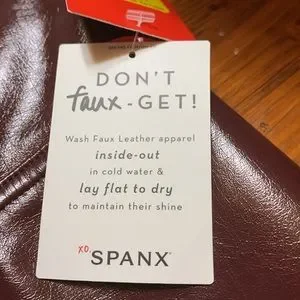 DON'T
faux-GET!
Wash Faux Leather apparel
inside-out
in cold water &
lay flat to dry
to maintain their shine
xo SPANX